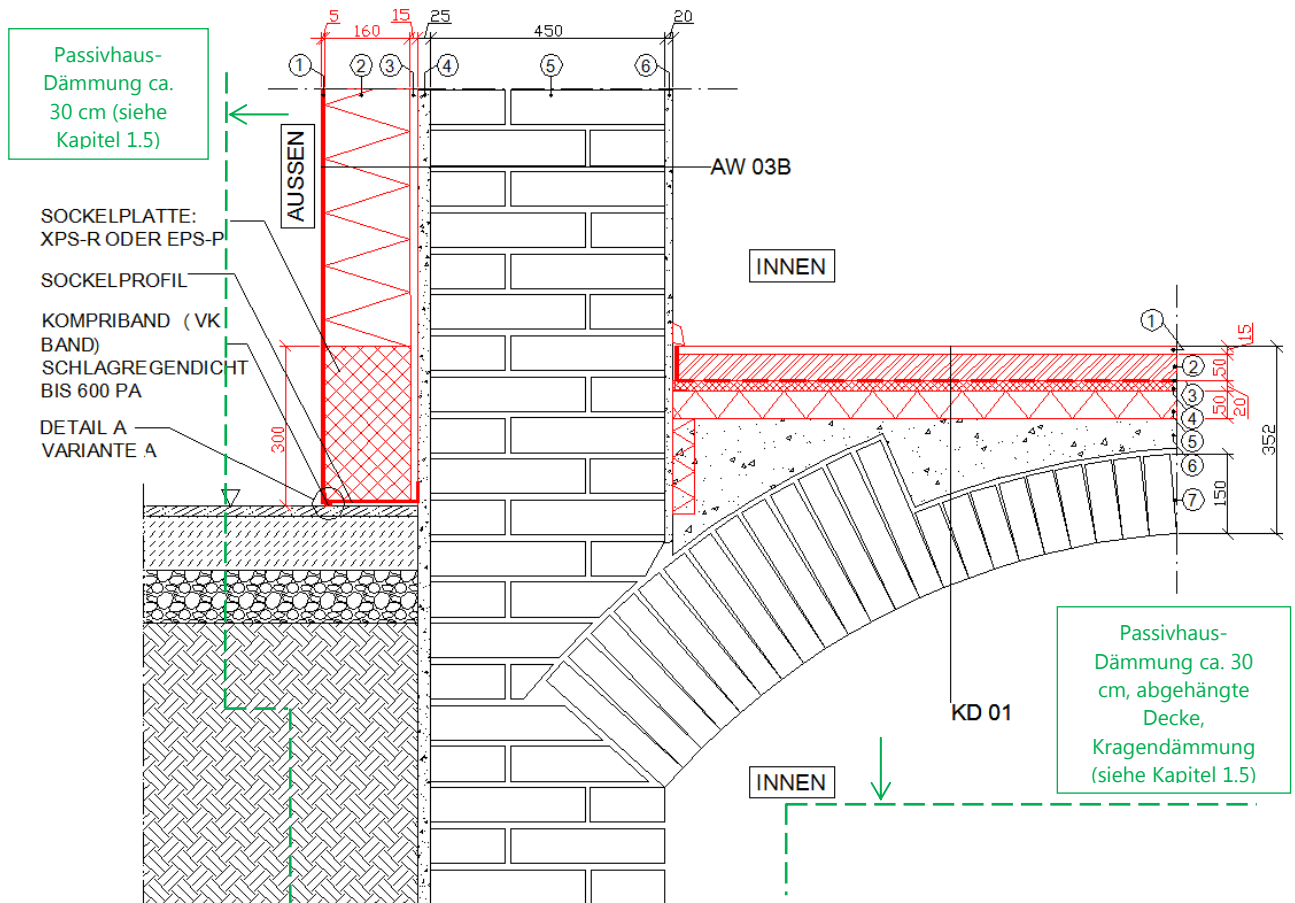 5
160
15
25
450
20
Passivhaus-
Dämmung ca.
30 cm (siehe
Kapitel 1.5)
1 2 3 4 5 6
AUSSEN
AW 03B
SOCKELPLATTE:
XPS-R ODER EPS-P
SOCKELPROFIL
KOMPRIBAND ( VK
BAND)
SCHLAGREGENDICHT
BIS 600 PA
DETAIL A
VARIANTE A
300
INNEN
1
2
3
4
5
6
7
15
50
20
50
150
352
KD 01
INNEN
Passivhaus-
Dämmung ca. 30
cm, abgehängte
Decke,
Kragendämmung
(siehe Kapitel 1.5)